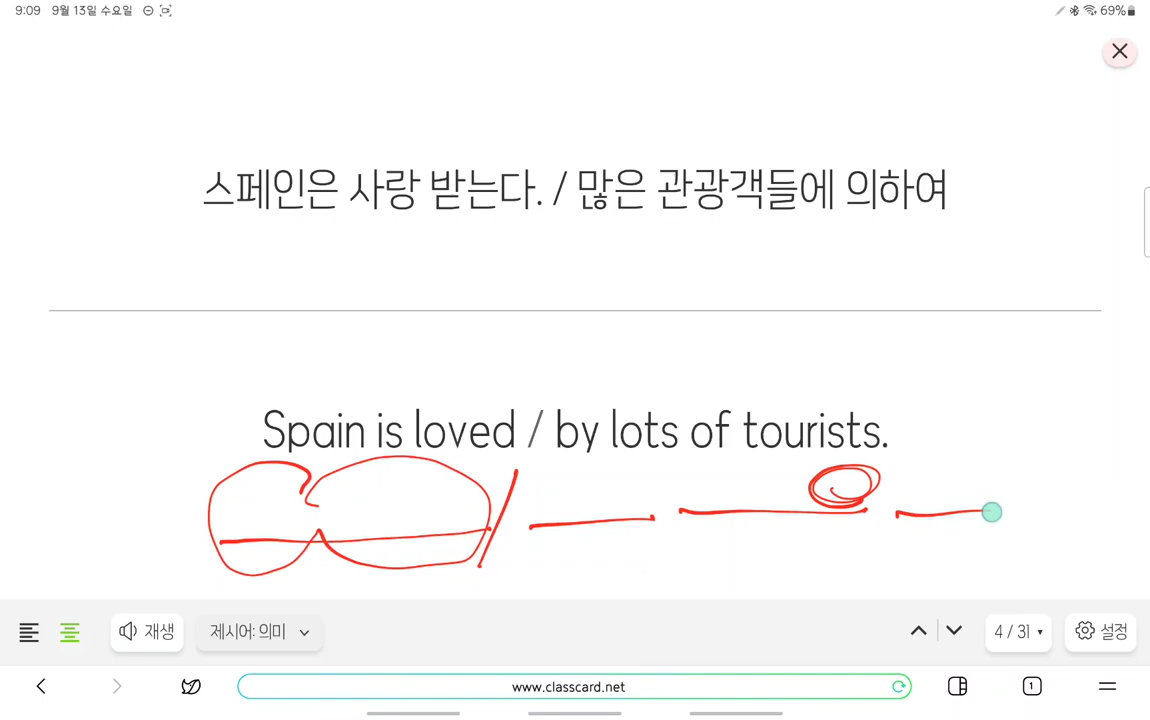 9:09 9월 13일 수요일 69%
스페인은 사랑 받는다. / 많은 관광객들에 의하여
Spain is loved / by lots of tourists.
재생 제시어: 의미 4 / 31 설정
www.classcard.net 1